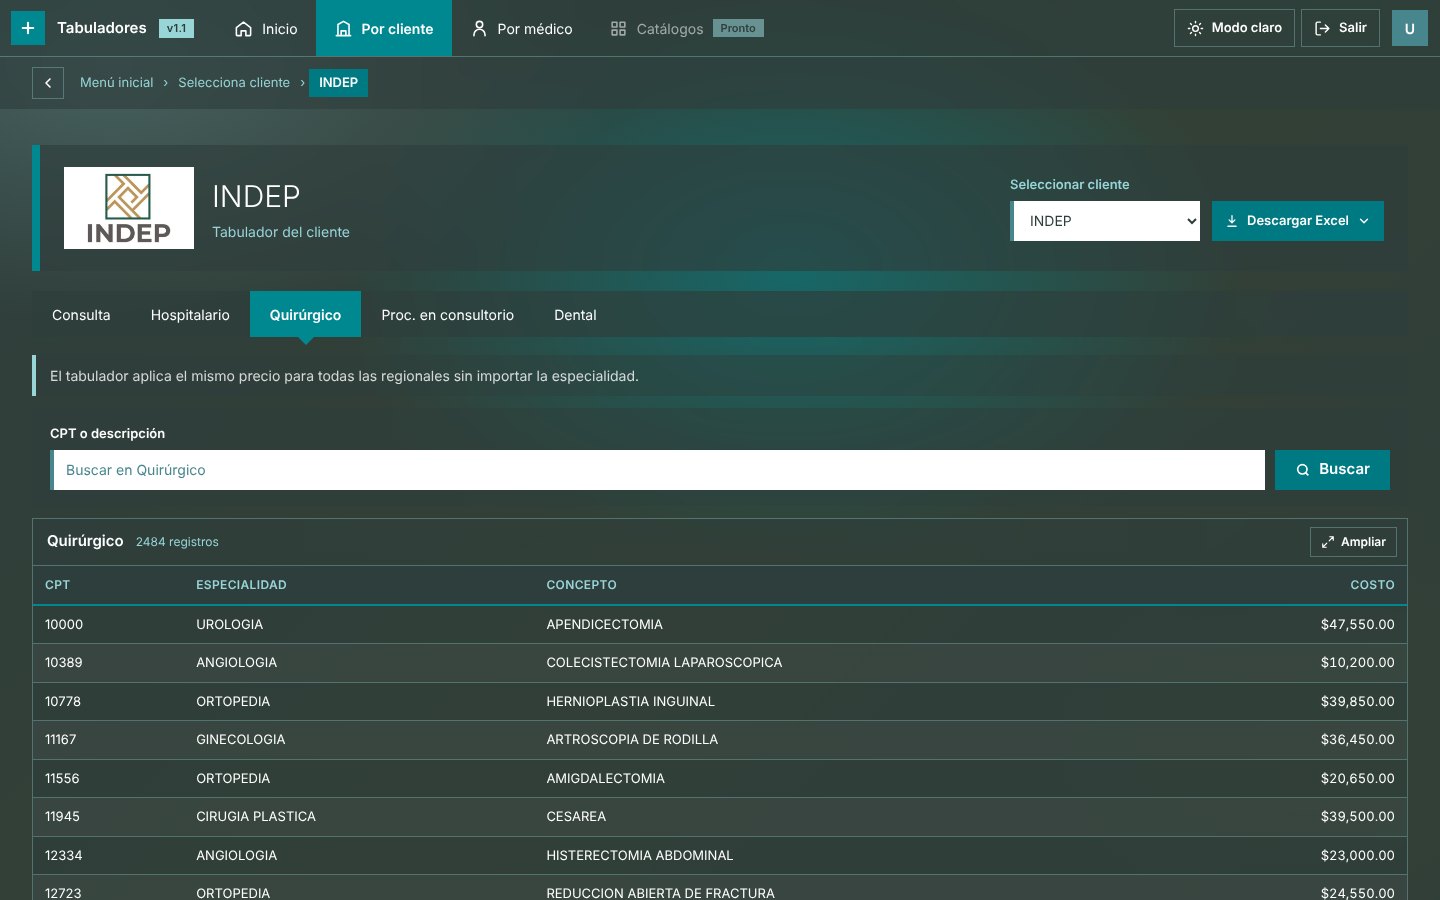 Tabuladores v1.1 Inicio Por cliente Por médico Catálogos Pronto Modo claro Salir U
Menú inicial › Selecciona cliente › INDEP
INDEP
INDEP
Tabulador del cliente
Seleccionar cliente
INDEP Descargar Excel
Consulta Hospitalario Quirúrgico Proc. en consultorio Dental
El tabulador aplica el mismo precio para todas las regionales sin importar la especialidad.
CPT o descripción
Buscar en Quirúrgico Buscar
Quirúrgico 2484 registros Ampliar
CPT ESPECIALIDAD CONCEPTO COSTO
10000 UROLOGIA APENDICECTOMIA $47,550.00
10389 ANGIOLOGIA COLECISTECTOMIA LAPAROSCOPICA $10,200.00
10778 ORTOPEDIA HERNIOPLASTIA INGUINAL $39,850.00
11167 GINECOLOGIA ARTROSCOPIA DE RODILLA $36,450.00
11556 ORTOPEDIA AMIGDALECTOMIA $20,650.00
11945 CIRUGIA PLASTICA CESAREA $39,500.00
12334 ANGIOLOGIA HISTERECTOMIA ABDOMINAL $23,000.00
12723 ORTOPEDIA REDUCCION ABIERTA DE FRACTURA $24,550.00